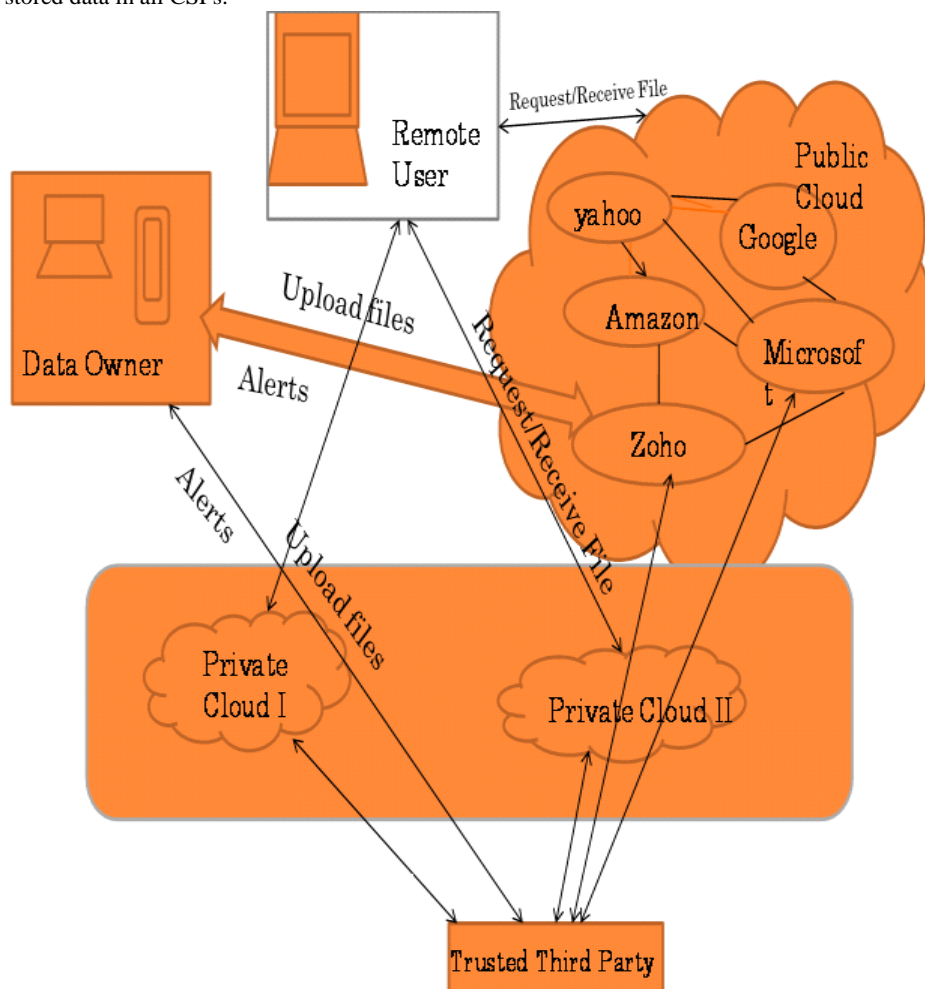 stored data in all CSPs.
Request/Receive File
Remote
User
Public
Cloud
yahoo
Google
Upload files
Amazon
Microsof
t
Data Owner
Alerts
Request/Receive File
Zoho
Alerts
Upload files
Private
Cloud I
Private Cloud II
Trusted Third Party